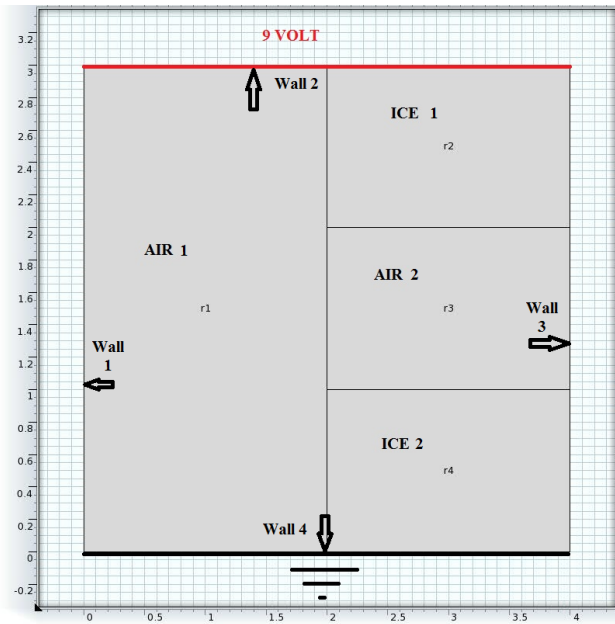 9 VOLT
3.2
3
Wall 2
2.8
ICE 1
2.6
r2
2.4
2.2
2
AIR 1
1.8
AIR 2
1.6
r1
r3
Wall
3
1.4
Wall
1
1.2
1
0.8
ICE 2
0.6
r4
0.4
Wall 4
0.2
0
-0.2
0
0.5
1
1.5
2
2.5
3
3.5
4